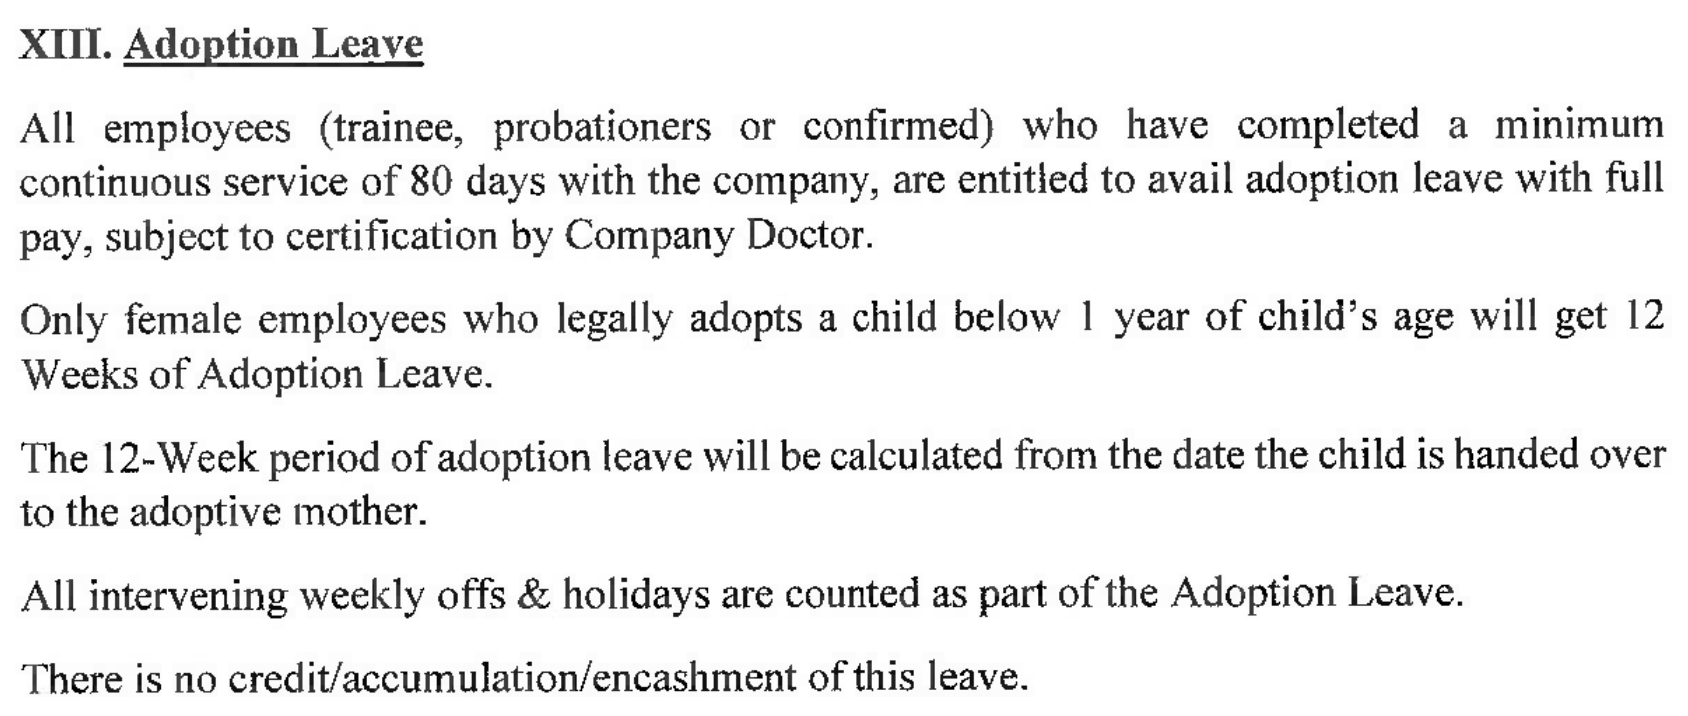 XIII. Adoption Leave
All employees (trainee, probationers or confirmed) who have completed a minimum
continuous service of 80 days with the company, are entitled to avail adoption leave with full
pay, subject to certification by Company Doctor.
Only female employees who legally adopts a child below 1 year of child's age will get 12
Weeks of Adoption Leave.
The 12-Week period of adoption leave will be calculated from the date the child is handed over
to the adoptive mother.
All intervening weekly offs & holidays are counted as part of the Adoption Leave.
There is no credit/accumulation/encashment of this leave.